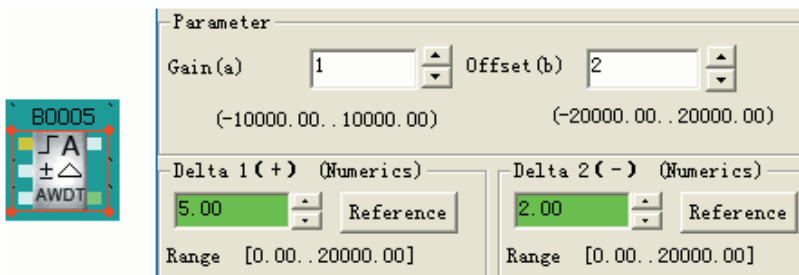 B0005
A
± △
AWDT
Parameter
Gain(a) 1 Offset(b) 2
(-10000.00..10000.00) (-20000.00..20000.00)
Delta 1(+) (Numerics) Delta 2(-) (Numerics)
5.00 Reference 2.00 Reference
Range [0.00..20000.00] Range [0.00..20000.00]